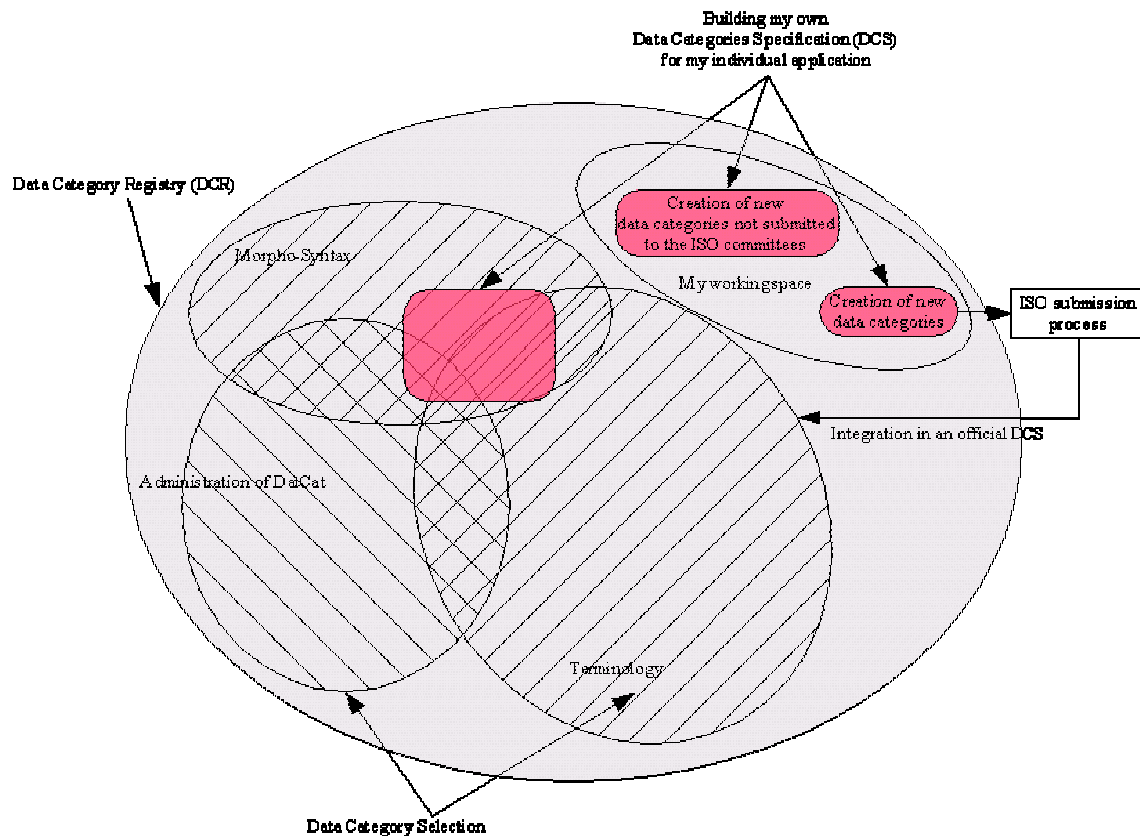 Building my own
Data Categories Specification (DCS)
for my individual application
Data Category Registry (DCR)
Creation of new
data categories not submitted
to the ISO committees
Morpho-Syntax
My workingspace
Creation of new
data categories
ISO submission
process
Integration in an official DCS
Administration of DatCat
Terminology
Data Category Selection